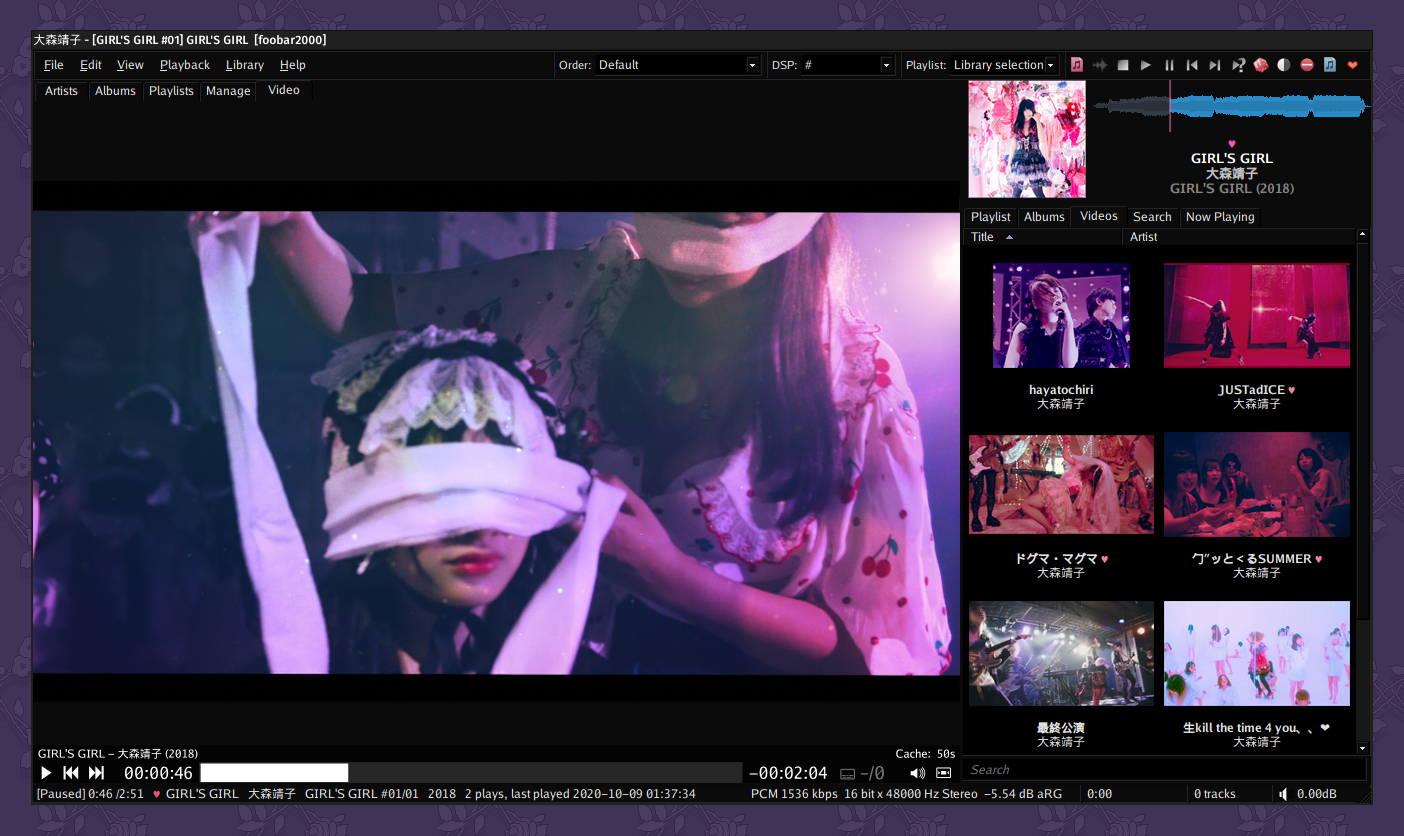 大森靖子 - [GIRL'S GIRL #01] GIRL'S GIRL [foobar2000]
File Edit View Playback Library Help
Order: Default
DSP: #
Playlist: Library selection
Artists Albums Playlists Manage Video
♥
GIRL'S GIRL
大森靖子
GIRL'S GIRL (2018)
Playlist Albums Videos Search Now Playing
Title Artist
hayatochiri
大森靖子
JUSTadICE ♥
大森靖子
ドグマ・マグマ ♥
大森靖子
⺈″ッと<るSUMMER ♥
大森靖子
最終公演
大森靖子
生kill the time 4 you、、❤
大森靖子
GIRL'S GIRL – 大森靖子 (2018)
Cache: 50s
00:00:46
−00:02:04
−/0
Search
[Paused] 0:46 /2:51 ♥ GIRL'S GIRL 大森靖子 GIRL'S GIRL #01/01 2018 2 plays, last played 2020-10-09 01:37:34
PCM 1536 kbps 16 bit x 48000 Hz Stereo −5.54 dB aRG
0:00
0 tracks
0.00dB